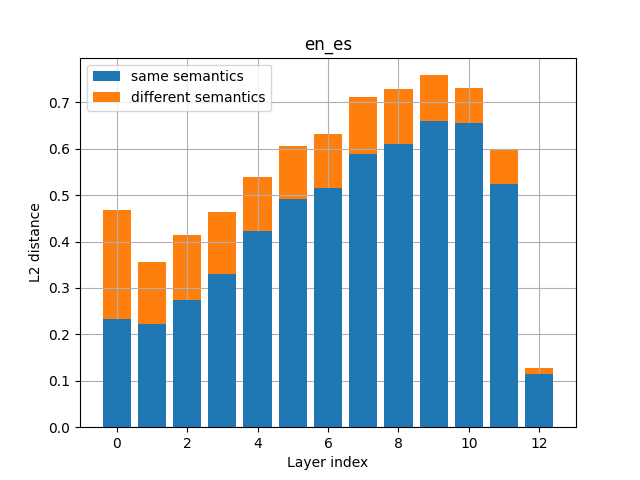 en_es
same semantics
different semantics
L2 distance
0.7
0.6
0.5
0.4
0.3
0.2
0.1
0.0
0 2 4 6 8 10 12
Layer index